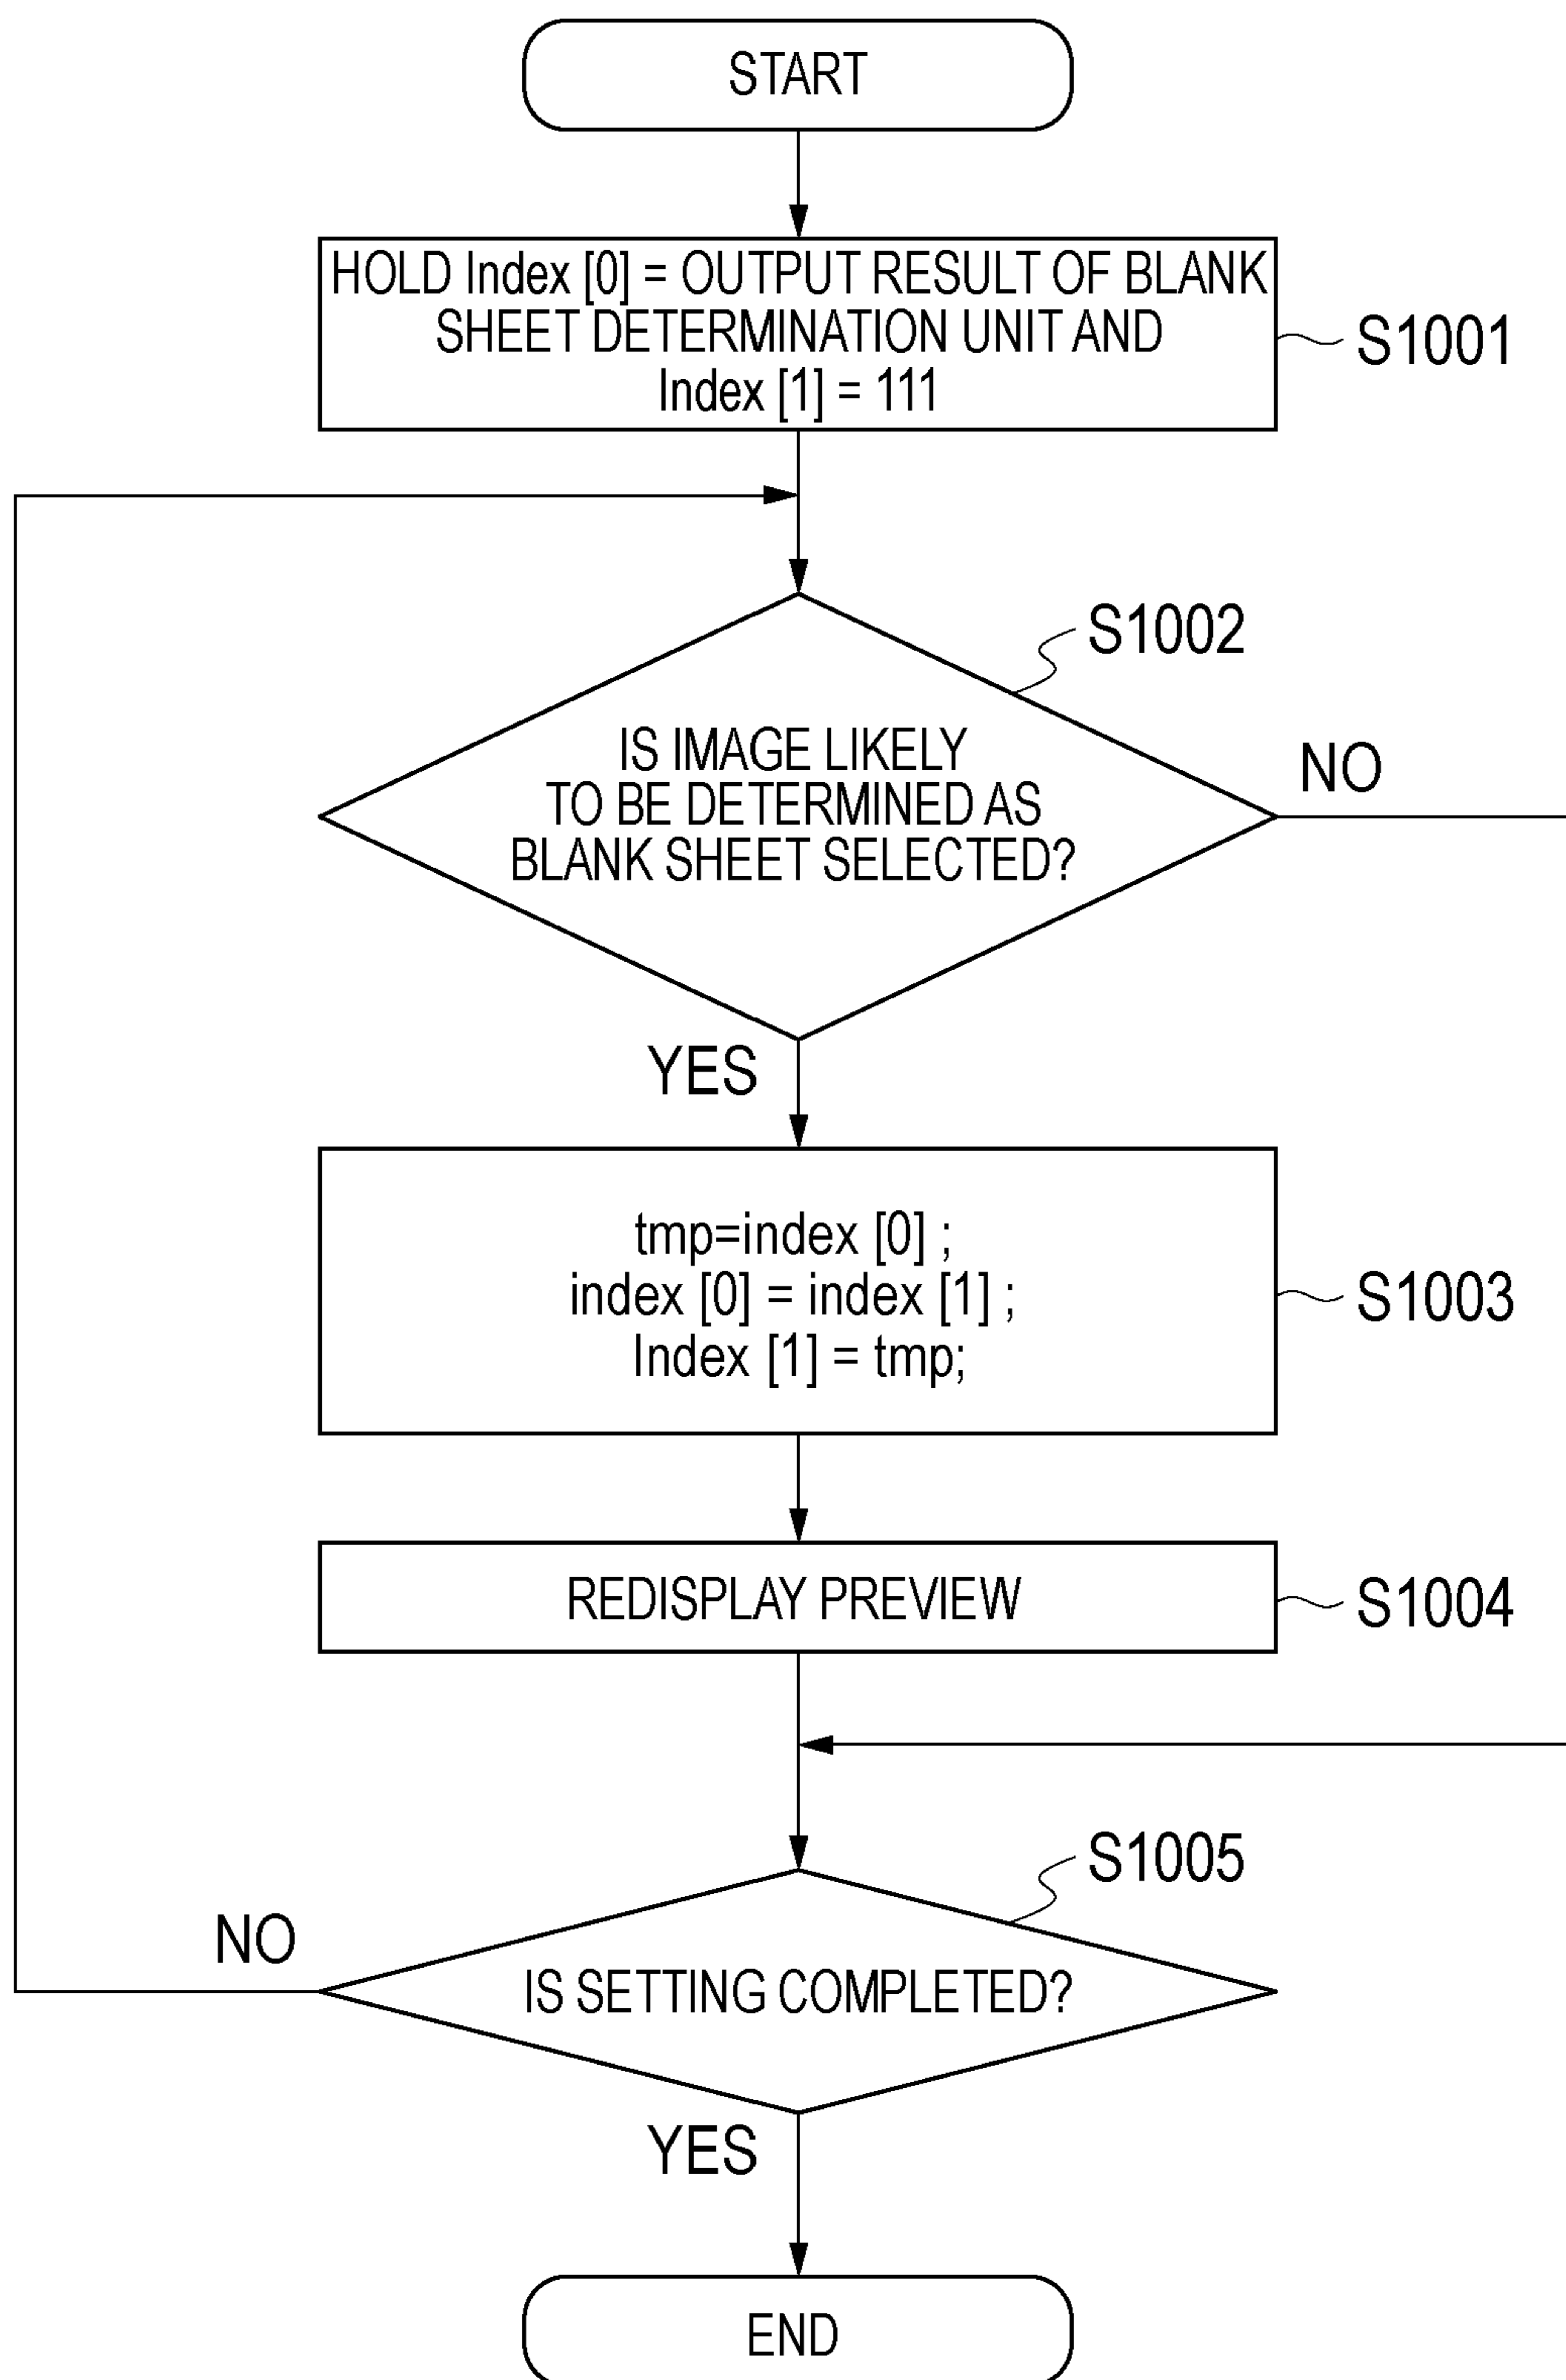 START
HOLD Index [0] = OUTPUT RESULT OF BLANK
SHEET DETERMINATION UNIT AND
Index [1] = 111
S1001
S1002
IS IMAGE LIKELY
TO BE DETERMINED AS
BLANK SHEET SELECTED?
NO
YES
tmp=index [0] ;
index [0] = index [1] ;
Index [1] = tmp;
S1003
REDISPLAY PREVIEW
S1004
S1005
NO
IS SETTING COMPLETED?
YES
END